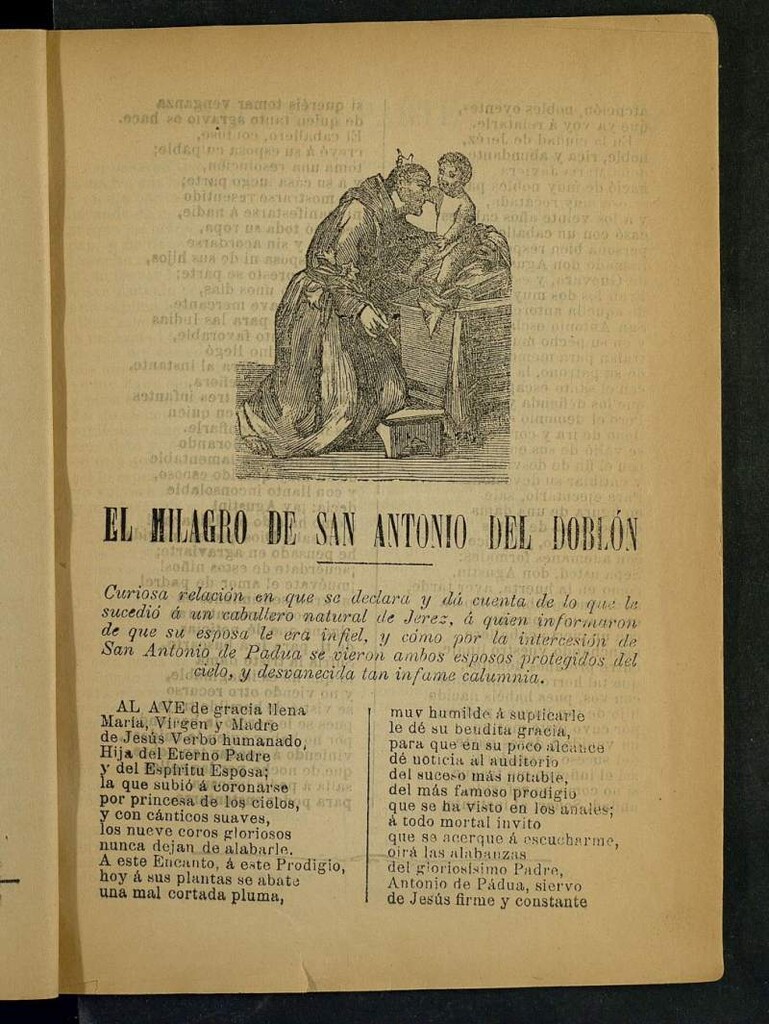 EL MILAGRO DE SAN ANTONIO DEL DOBLÓN
Curiosa relación en que se declara y dá cuenta de lo que le
sucedió á un caballero natural de Jerez, á quien informaron
de que su esposa le era infiel, y cómo por la intercesión de
San Antonio de Padua se vieron ambos esposos protegidos del
cielo, y desvanecida tan infame calumnia.
AL AVE de gracia llena
María, Virgen y Madre
de Jesús Verbo humanado,
Hija del Eterno Padre
y del Espíritu Esposa;
la que subió á coronarse
por princesa de los cielos,
y con cánticos suaves,
los nueve coros gloriosos
nunca dejan de alabarle.
A este Encanto, á este Prodigio,
hoy á sus plantas se abate
una mal cortada pluma,
muy humilde á suplicarle
le dé su bendita gracia,
para que en su poco alcance
dé noticia al auditorio
del suceso más notable,
del más famoso prodigio
que se ha visto en los anales;
á todo mortal invito
que se acerque á escucharme,
oirá las alabanzas
del gloriosísimo Padre,
Antonio de Pádua, siervo
de Jesús firme y constante